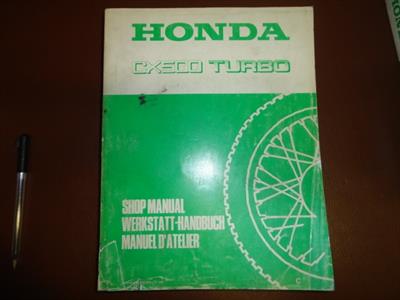 HONDA
CX500 TURBO
SHOP MANUAL
WERKSTATT-HANDBUCH
MANUEL D'ATELIER